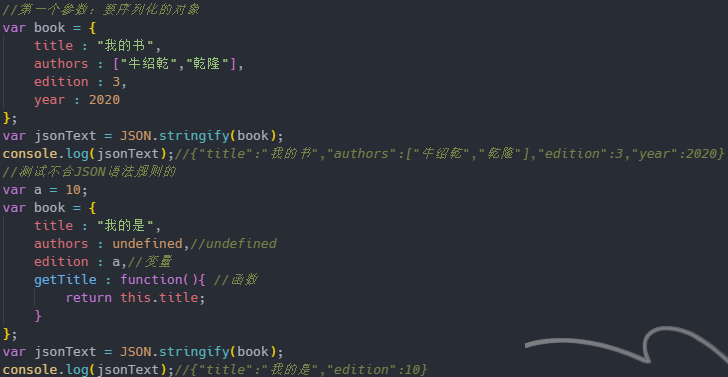 //第一个参数：要序列化的对象
var book = {
    title : "我的书",
    authors : ["牛绍乾","乾隆"],
    edition : 3,
    year : 2020
};
var jsonText = JSON.stringify(book);
console.log(jsonText);//{"title":"我的书","authors":["牛绍乾","乾隆"],"edition":3,"year":2020}
//测试不合JSON语法规则的
var a = 10;
var book = {
    title : "我的是",
    authors : undefined,//undefined
    edition : a,//变量
    getTitle : function(){ //函数
        return this.title;
    }
};
var jsonText = JSON.stringify(book);
console.log(jsonText);//{"title":"我的是","edition":10}